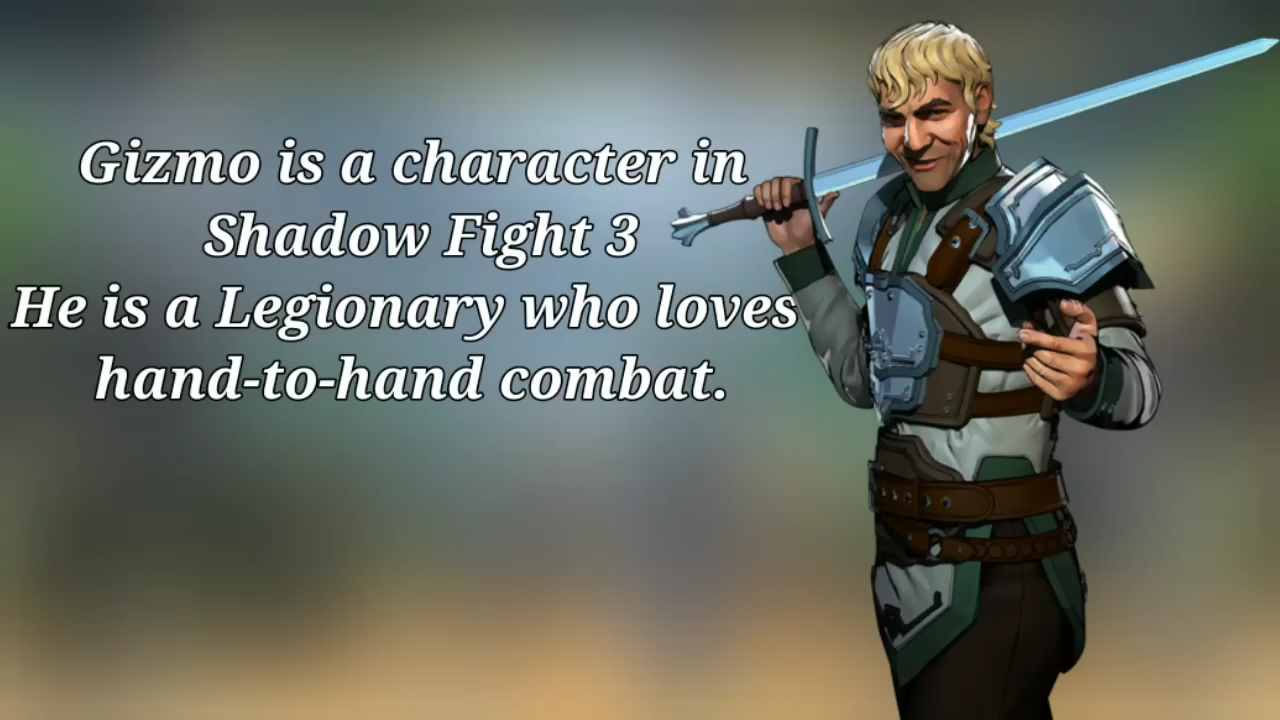 Gizmo is a character in
Shadow Fight 3
He is a Legionary who loves
hand-to-hand combat.